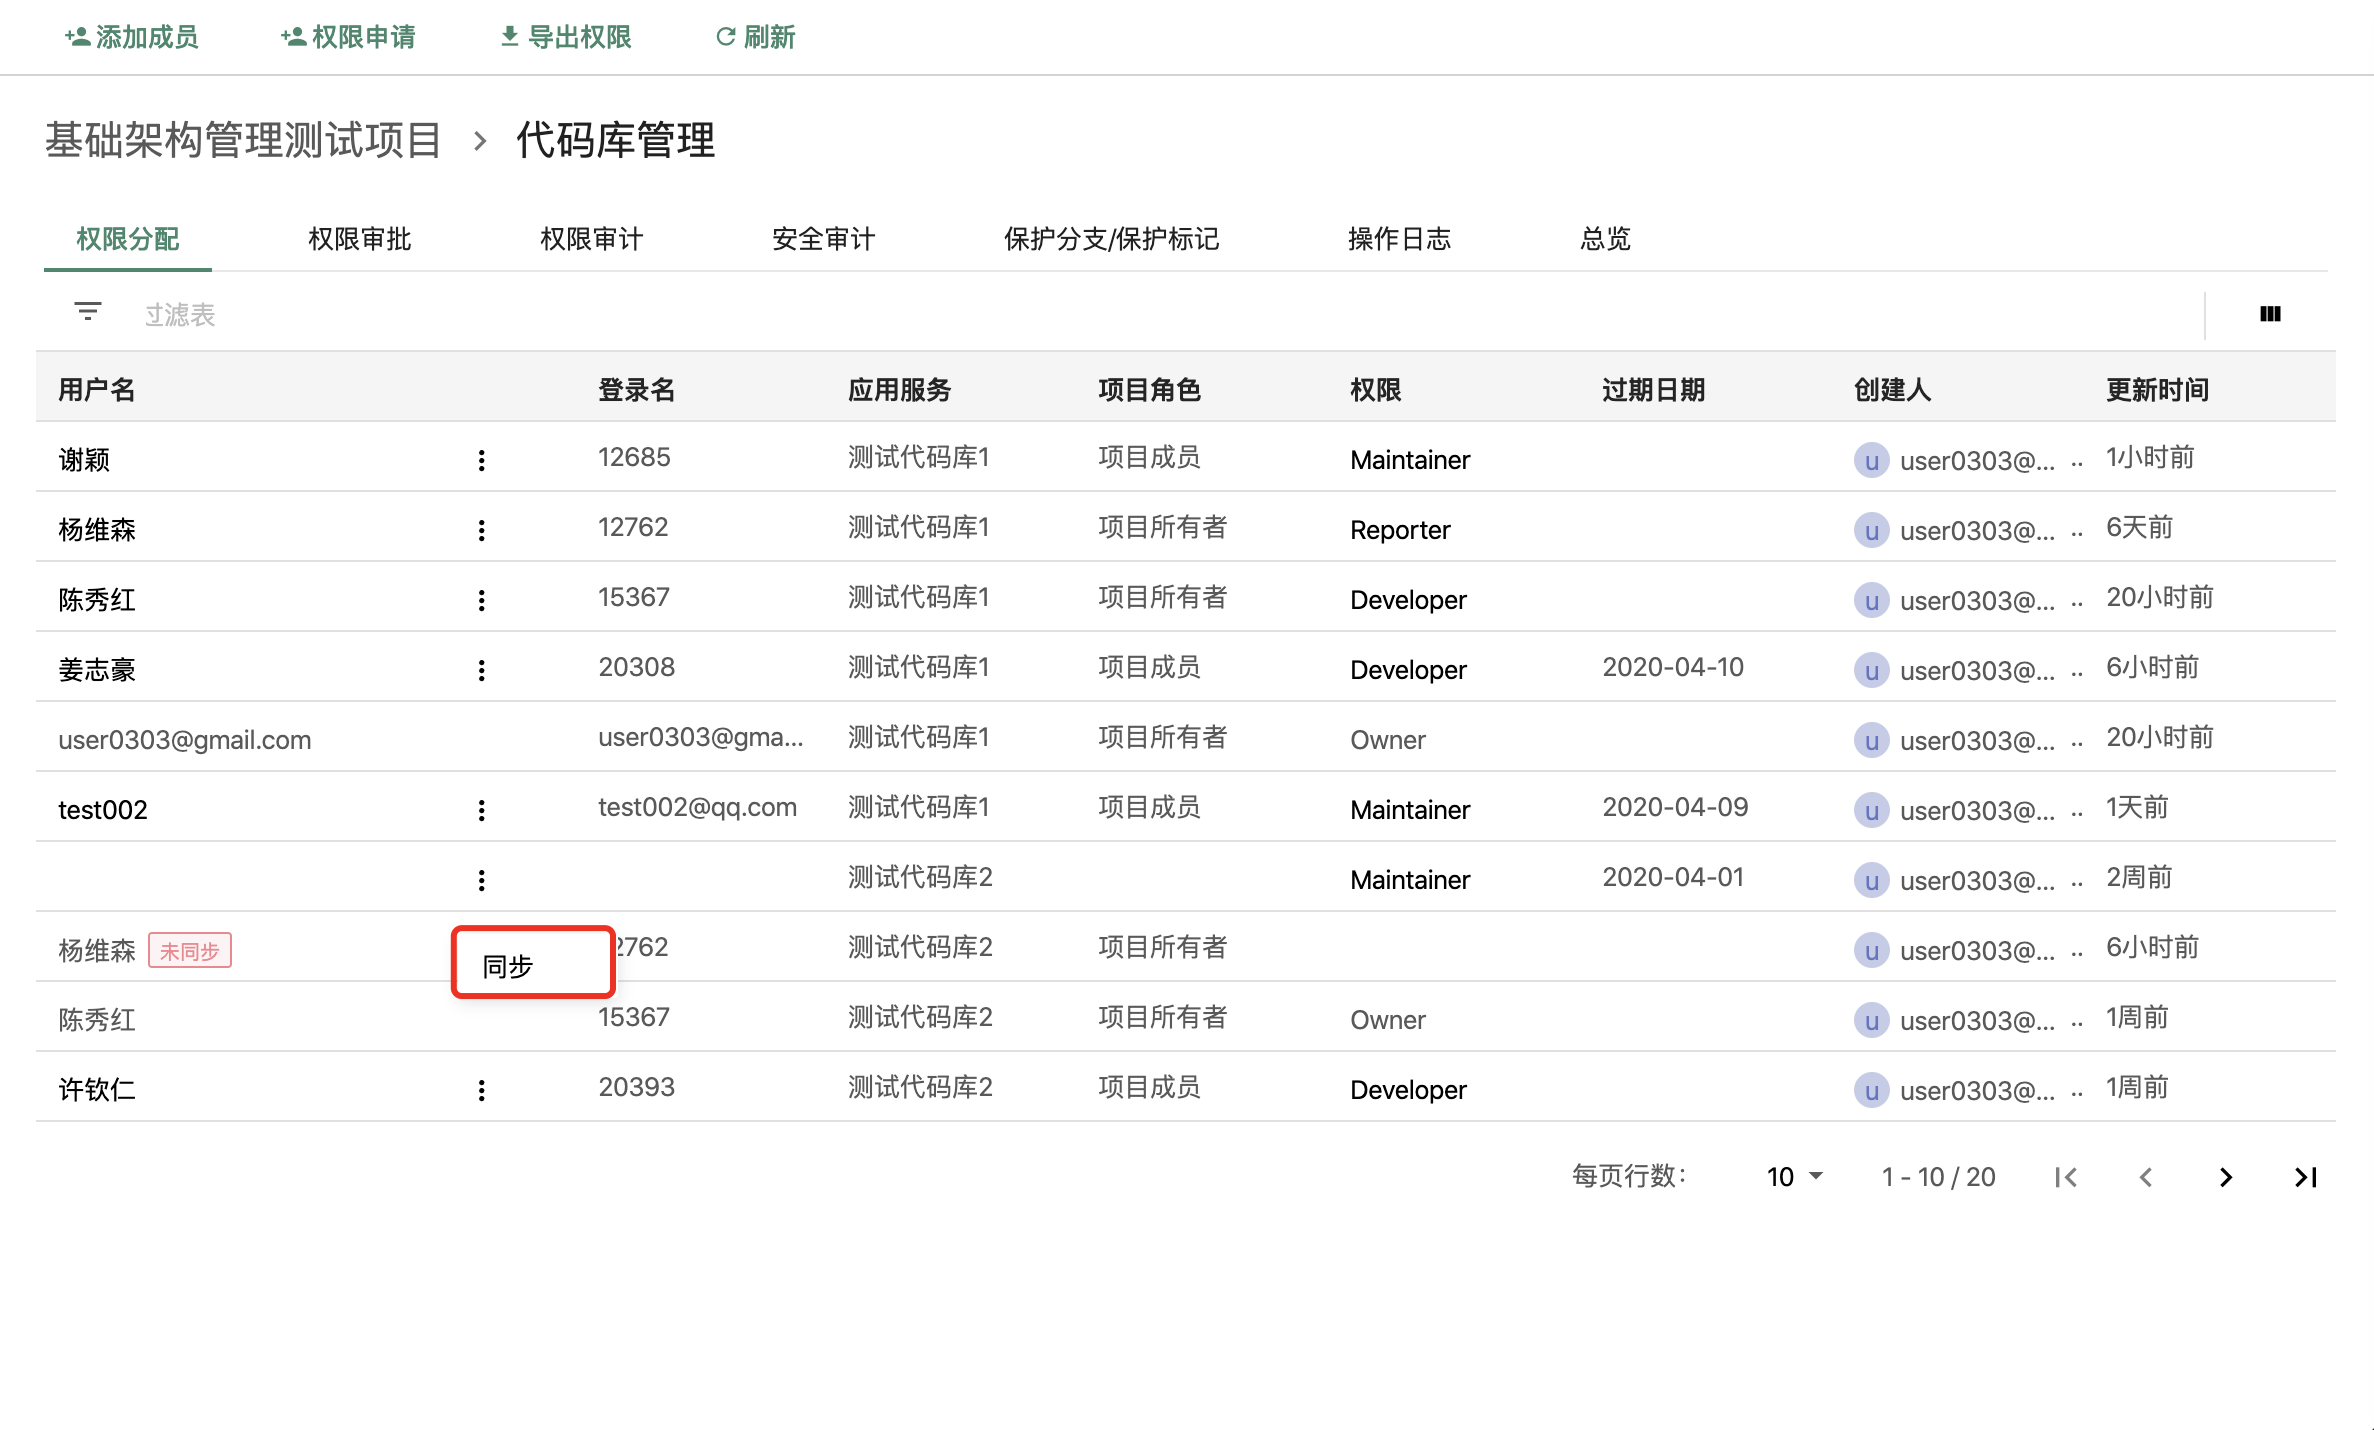 添加成员 权限申请 导出权限 刷新
基础架构管理测试项目 > 代码库管理
权限分配 权限审批 权限审计 安全审计 保护分支/保护标记 操作日志 总览
过滤表
用户名 登录名 应用服务 项目角色 权限 过期日期 创建人 更新时间
谢颖 12685 测试代码库1 项目成员 Maintainer u user0303@... .. 1小时前
杨维森 12762 测试代码库1 项目所有者 Reporter u user0303@... .. 6天前
陈秀红 15367 测试代码库1 项目所有者 Developer u user0303@... .. 20小时前
姜志豪 20308 测试代码库1 项目成员 Developer 2020-04-10 u user0303@... .. 6小时前
user0303@gmail.com user0303@gma... 测试代码库1 项目所有者 Owner u user0303@... .. 20小时前
test002 test002@qq.com 测试代码库1 项目成员 Maintainer 2020-04-09 u user0303@... .. 1天前
测试代码库2 Maintainer 2020-04-01 u user0303@... .. 2周前
杨维森 未同步 同步 2762 测试代码库2 项目所有者 u user0303@... .. 6小时前
陈秀红 15367 测试代码库2 项目所有者 Owner u user0303@... .. 1周前
许钦仁 20393 测试代码库2 项目成员 Developer u user0303@... .. 1周前
每页行数: 10 1 - 10 / 20